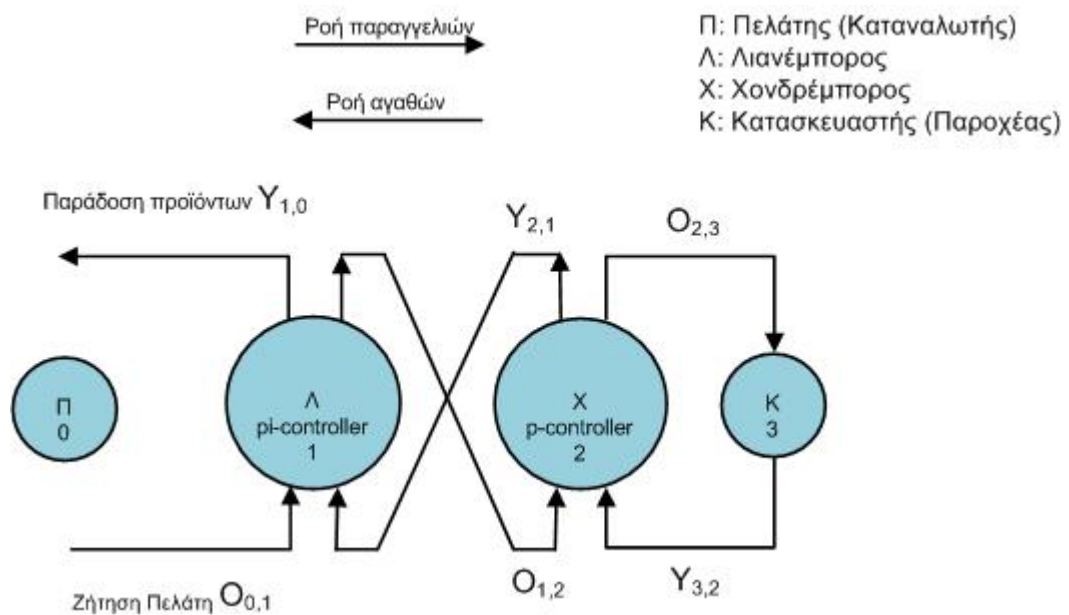 Ροή παραγγελιών
Ροή αγαθών
Π: Πελάτης (Καταναλωτής)
Λ: Λιανέμπορος
Χ: Χονδρέμπορος
Κ: Κατασκευαστής (Παροχέας)
Παράδοση προϊόντων Y1,0
Y2,1
O2,3
Π
0
Λ
pi-controller
1
Χ
p-controller
2
Κ
3
Ζήτηση Πελάτη O0,1
O1,2
Y3,2